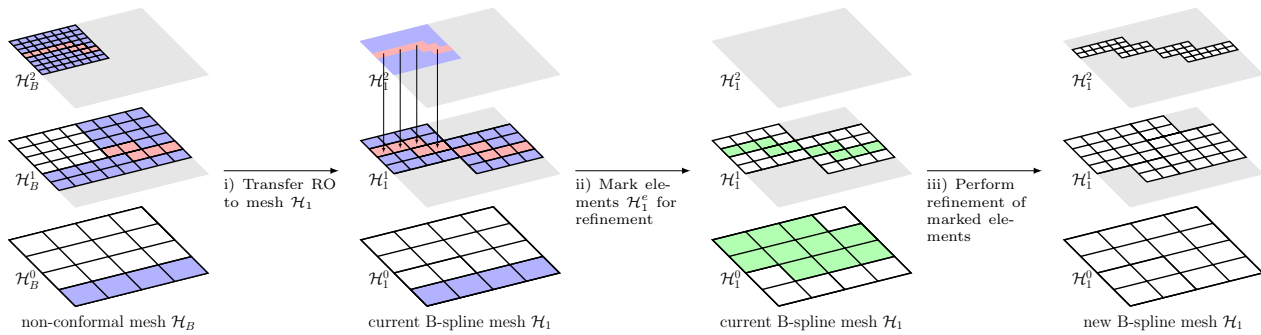 $\mathcal{H}_B^2$
$\mathcal{H}_1^2$
$\mathcal{H}_1^2$
$\mathcal{H}_1^2$
$\mathcal{H}_B^1$
i) Transfer RO
to mesh $\mathcal{H}_1$
$\mathcal{H}_1^1$
ii) Mark ele-
ments $\mathcal{H}_1^e$ for
refinement
$\mathcal{H}_1^1$
iii) Perform
refinement of
marked ele-
ments
$\mathcal{H}_1^1$
$\mathcal{H}_B^0$
$\mathcal{H}_1^0$
$\mathcal{H}_1^0$
$\mathcal{H}_1^0$
non-conformal mesh $\mathcal{H}_B$
current B-spline mesh $\mathcal{H}_1$
current B-spline mesh $\mathcal{H}_1$
new B-spline mesh $\mathcal{H}_1$